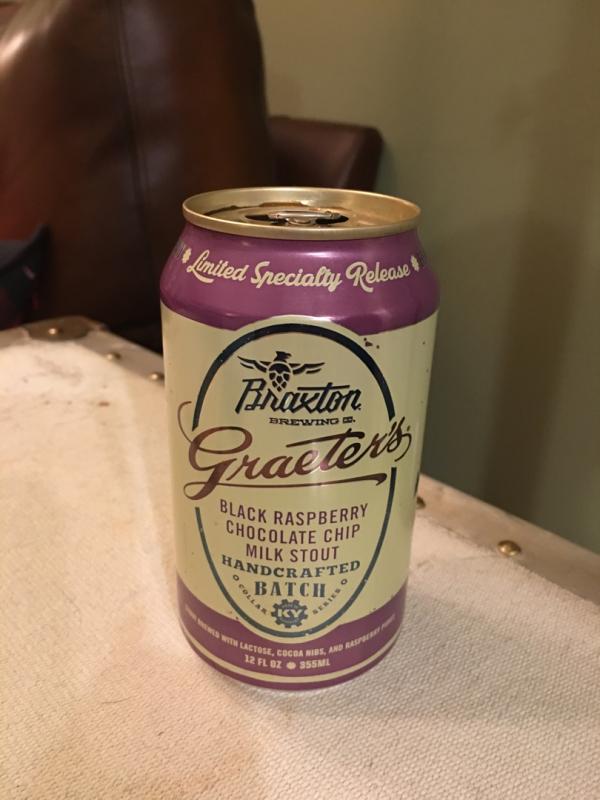 Limited Specialty Release
Braxton
BREWING CO.
Graeter's
BLACK RASPBERRY
CHOCOLATE CHIP
MILK STOUT
HANDCRAFTED
BATCH
COLLAB SERIES
KY
STOUT BREWED WITH LACTOSE, COCOA NIBS, AND RASPBERRY PUREE
12 FL OZ 355ML